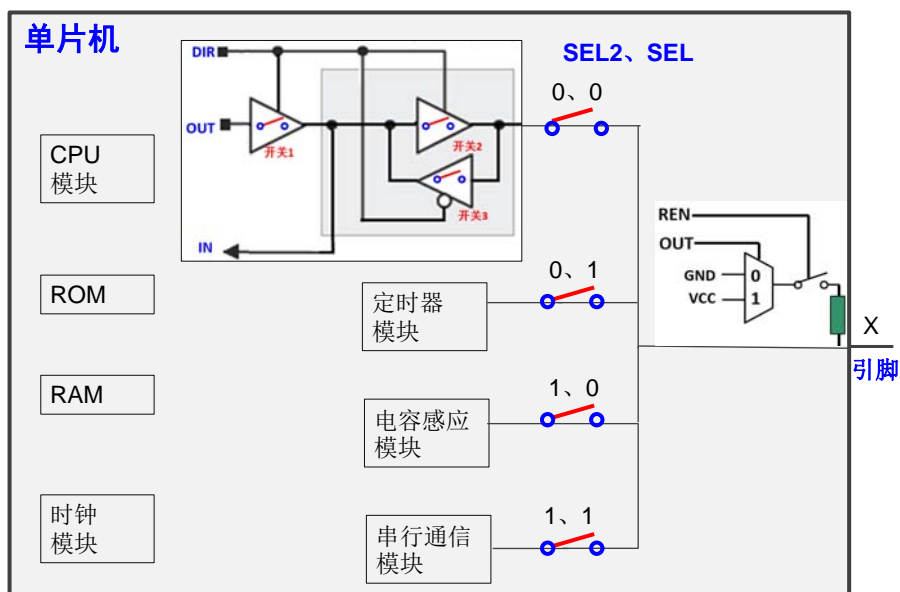 单片机
DIR
SEL2、SEL
0、0
OUT
开关1
开关2
开关3
IN
CPU
模块
REN
OUT
GND
0
VCC
1
0、1
ROM
定时器
模块
X
引脚
1、0
RAM
电容感应
模块
1、1
时钟
模块
串行通信
模块